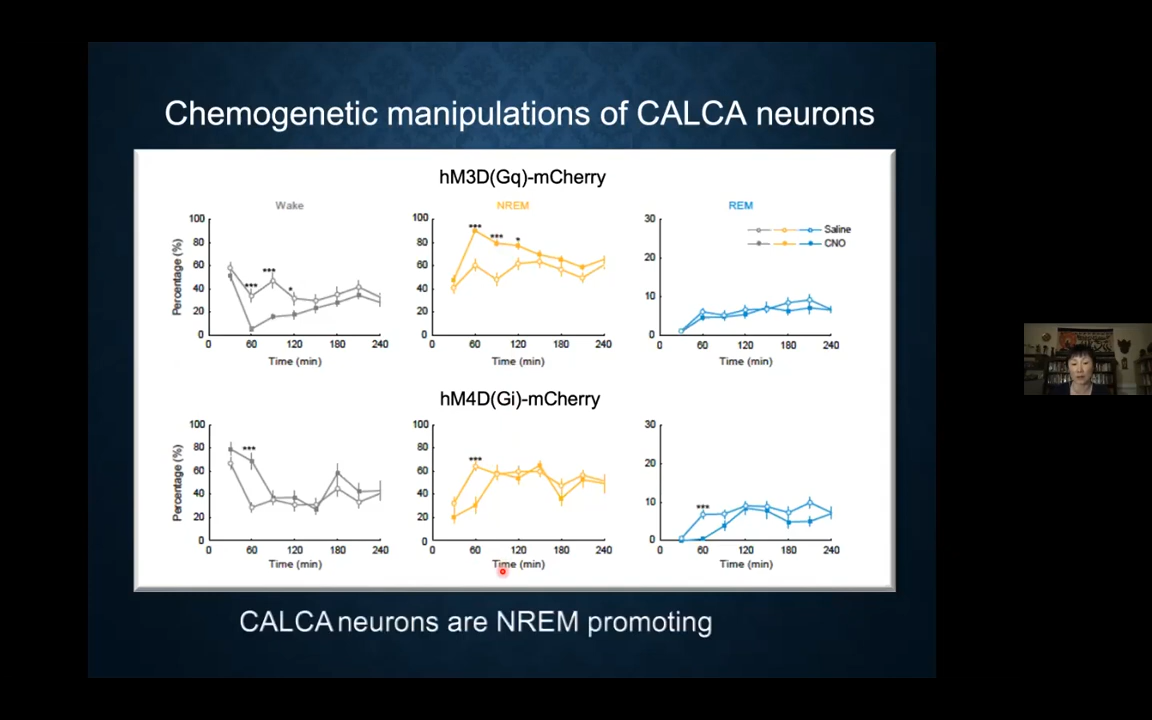 Chemogenetic manipulations of CALCA neurons
hM3D(Gq)-mCherry
Wake
NREM
REM
Percentage (%)
100
80
60
40
20
0
***
***
*
0 60 120 180 240
Time (min)
100
80
60
40
20
0
***
***
*
0 60 120 180 240
Time (min)
30
20
10
0
Saline
CNO
0 60 120 180 240
Time (min)
hM4D(Gi)-mCherry
Percentage (%)
100
80
60
40
20
0
***
0 60 120 180 240
Time (min)
100
80
60
40
20
0
***
0 60 120 180 240
Time (min)
30
20
10
0
***
0 60 120 180 240
Time (min)
CALCA neurons are NREM promoting